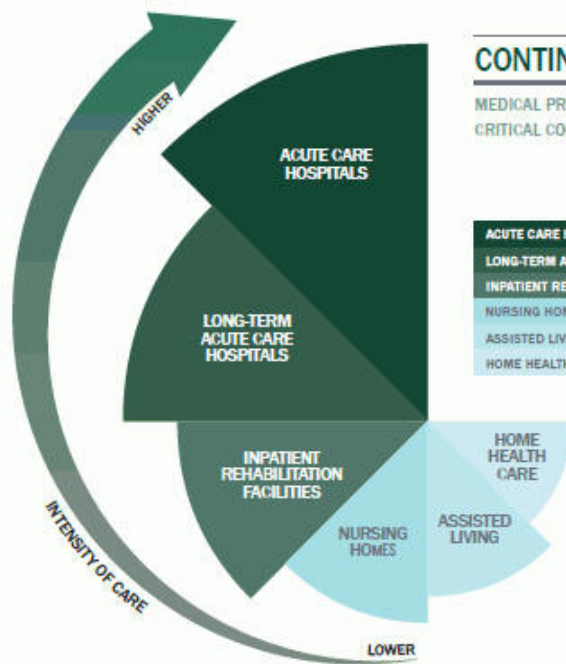 CONTIN
MEDICAL PR
CRITICAL CO
HIGHER
ACUTE CARE
HOSPITALS
LONG-TERM
ACUTE CARE
HOSPITALS
INPATIENT
REHABILITATION
FACILITIES
NURSING
HOMES
ASSISTED
LIVING
HOME
HEALTH
CARE
INTENSITY OF CARE
LOWER
ACUTE CARE
LONG-TERM A
INPATIENT RE
NURSING HOM
ASSISTED LIV
HOME HEALTH